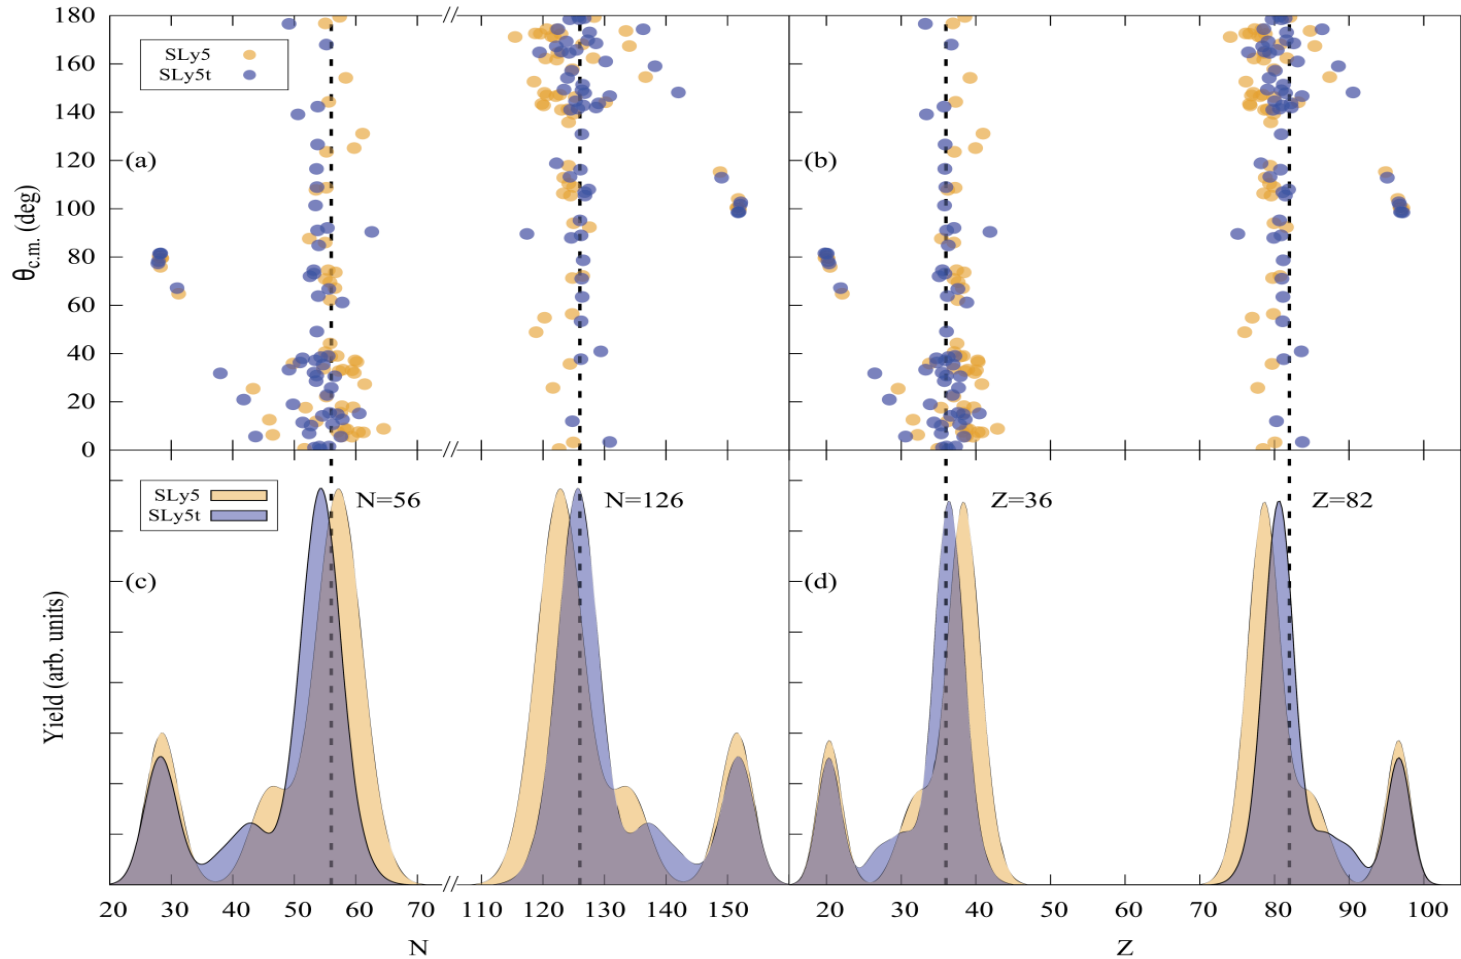 180
160
140
120
100
80
60
40
20
0
θc.m. (deg)
SLy5
SLy5t
(a)
(b)
//
//
Yield (arb. units)
SLy5
SLy5t
N=56
N=126
Z=36
Z=82
(c)
(d)
20 30 40 50 60 70 // 110 120 130 140 150
20 30 40 50 60 70 80 90 100
N
Z